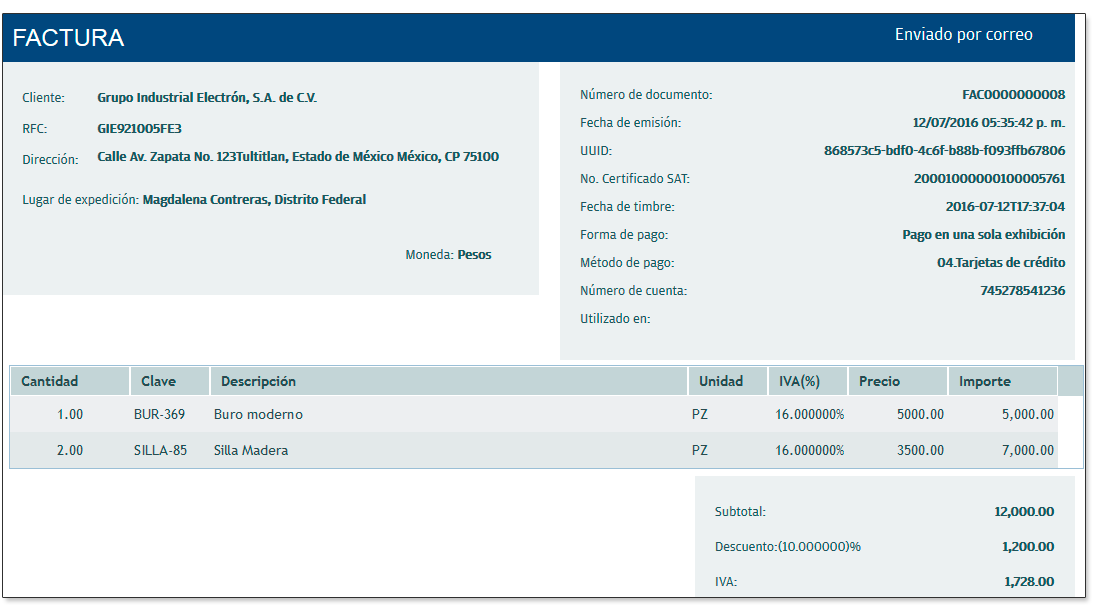 FACTURA
Enviado por correo
Cliente: Grupo Industrial Electrón, S.A. de C.V.
RFC: GIE921005FE3
Dirección: Calle Av. Zapata No. 123Tultitlan, Estado de México México, CP 75100
Lugar de expedición: Magdalena Contreras, Distrito Federal
Moneda: Pesos
Número de documento: FAC0000000008
Fecha de emisión: 12/07/2016 05:35:42 p. m.
UUID: 868573c5-bdf0-4c6f-b88b-f093ffb67806
No. Certificado SAT: 20001000000100005761
Fecha de timbre: 2016-07-12T17:37:04
Forma de pago: Pago en una sola exhibición
Método de pago: 04.Tarjetas de crédito
Número de cuenta: 745278541236
Utilizado en:
Cantidad Clave Descripción Unidad IVA(%) Precio Importe
1.00 BUR-369 Buro moderno PZ 16.000000% 5000.00 5,000.00
2.00 SILLA-85 Silla Madera PZ 16.000000% 3500.00 7,000.00
Subtotal: 12,000.00
Descuento:(10.000000)% 1,200.00
IVA: 1,728.00